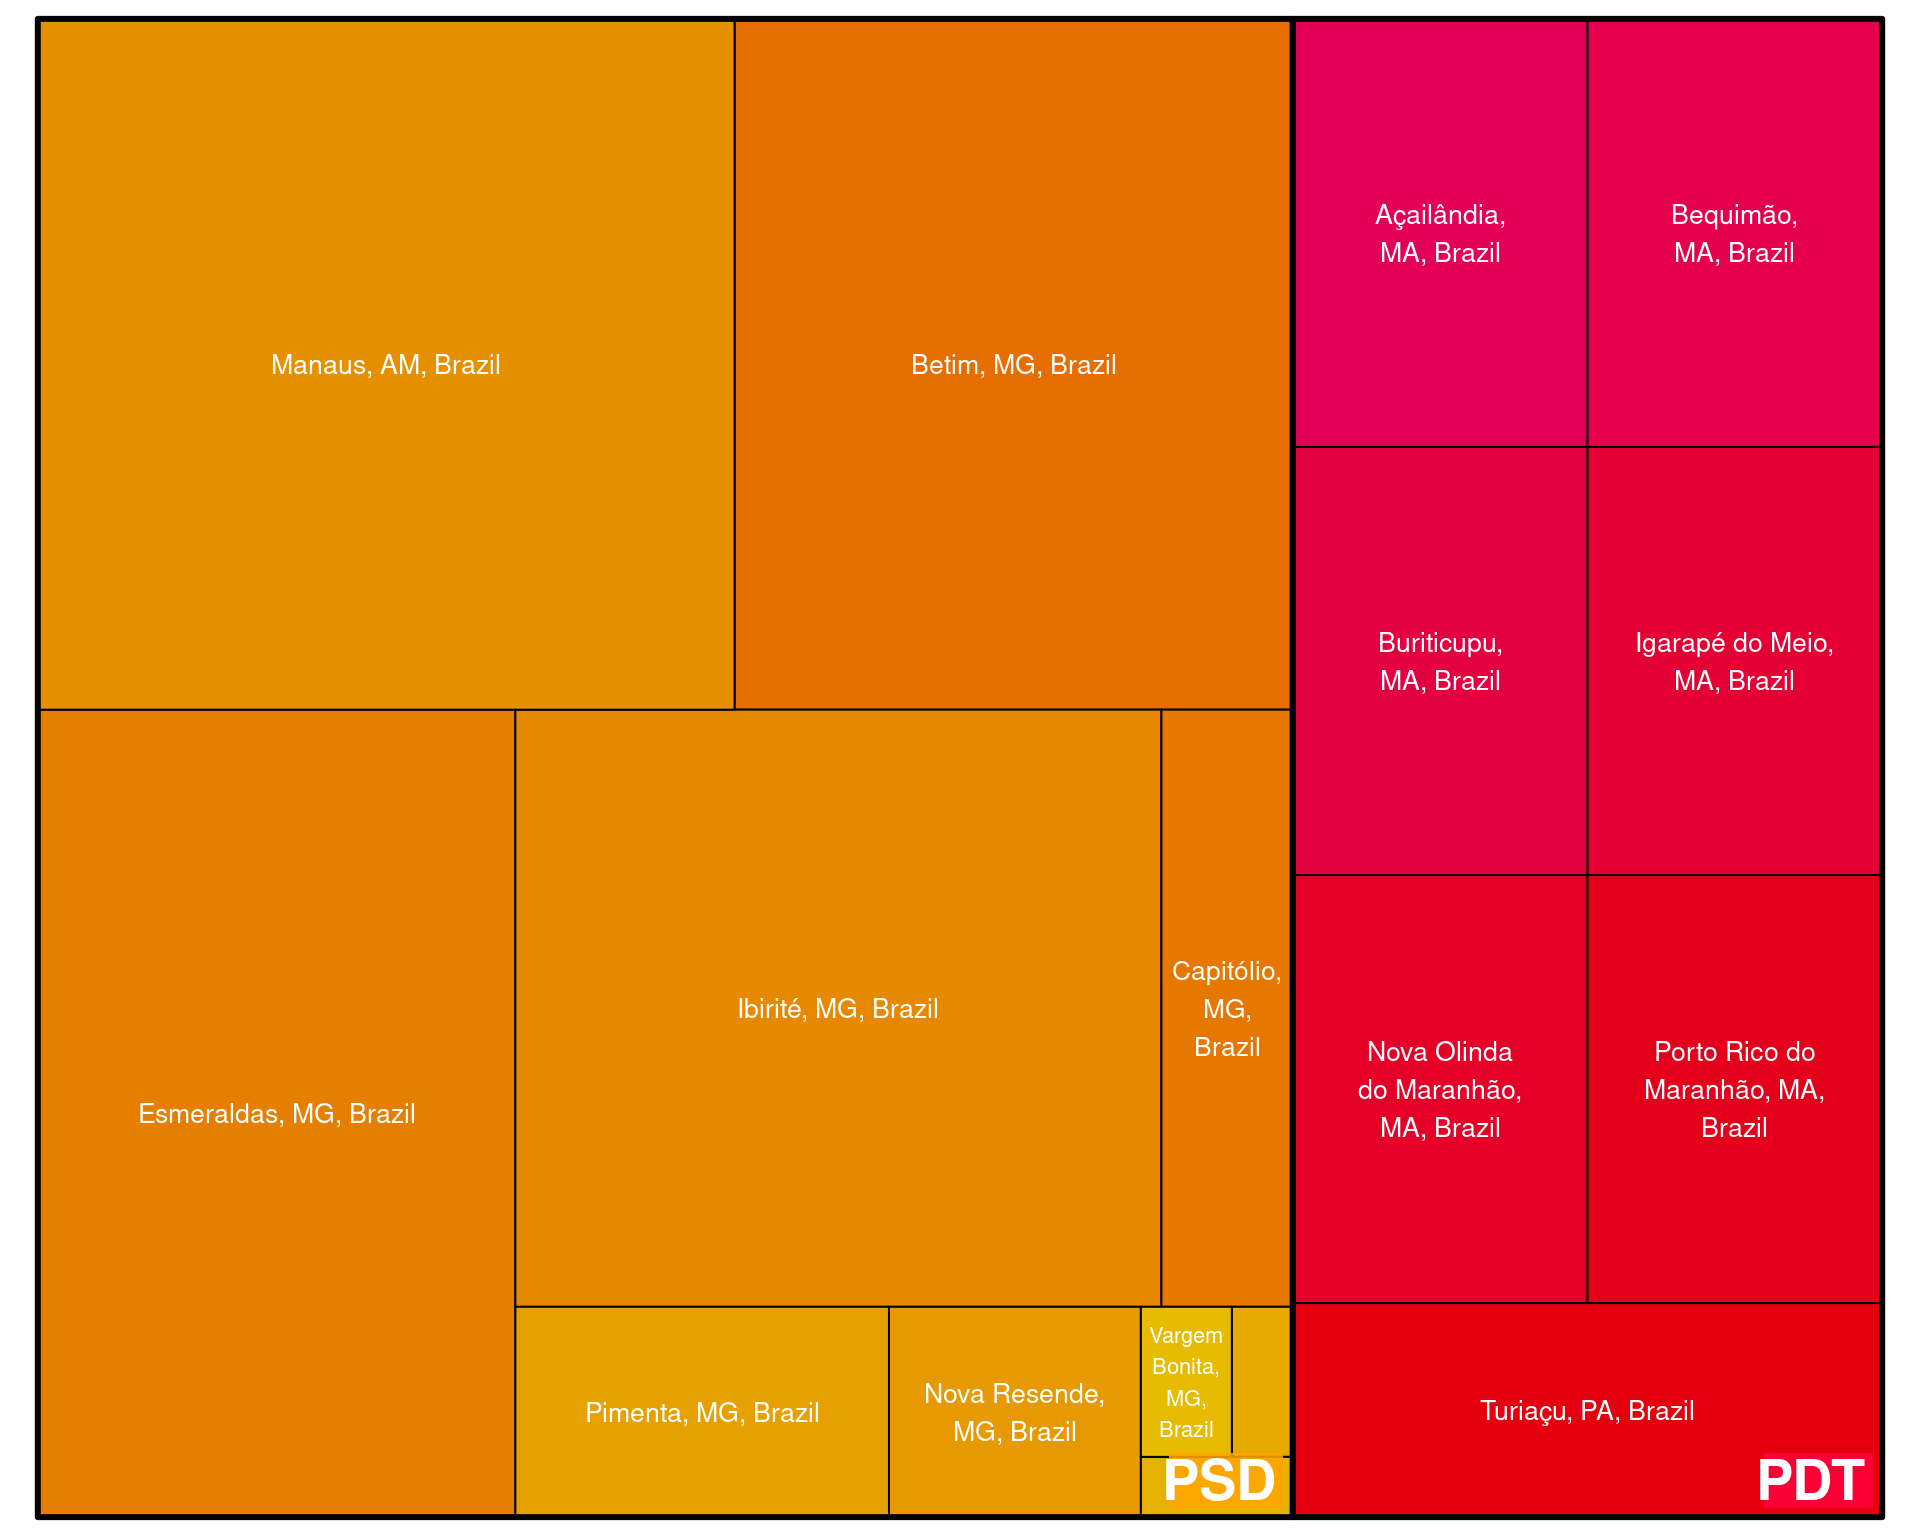 Manaus, AM, Brazil
Betim, MG, Brazil
Esmeraldas, MG, Brazil
Ibirité, MG, Brazil
Capitólio,
MG,
Brazil
Pimenta, MG, Brazil
Nova Resende,
MG, Brazil
Vargem
Bonita,
MG,
Brazil
PSD
Açailândia,
MA, Brazil
Bequimão,
MA, Brazil
Buriticupu,
MA, Brazil
Igarapé do Meio,
MA, Brazil
Nova Olinda
do Maranhão,
MA, Brazil
Porto Rico do
Maranhão, MA,
Brazil
Turiaçu, PA, Brazil
PDT